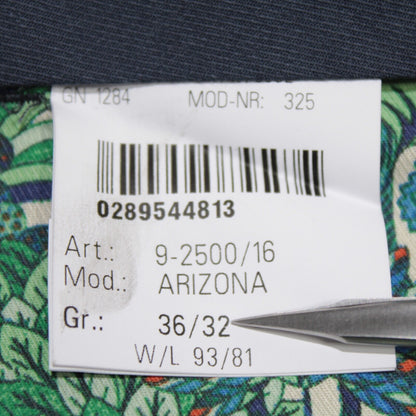 GN 1284 MOD-NR: 325
0289544813
Art.: 9-2500/16
Mod.: ARIZONA
Gr.: 36/32
W/L 93/81